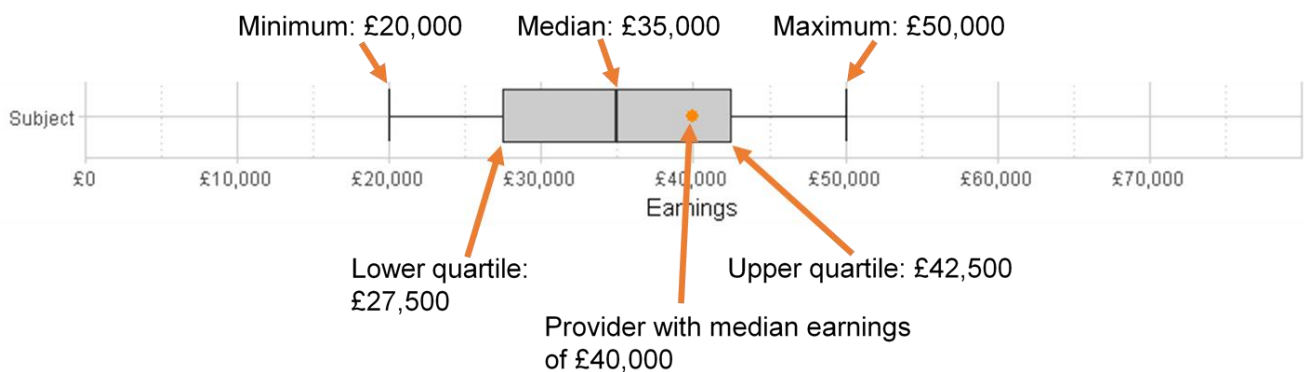 Minimum: £20,000 Median: £35,000 Maximum: £50,000
Subject
£0 £10,000 £20,000 £30,000 £40,000 £50,000 £60,000 £70,000
Earnings
Lower quartile:
£27,500
Upper quartile: £42,500
Provider with median earnings
of £40,000